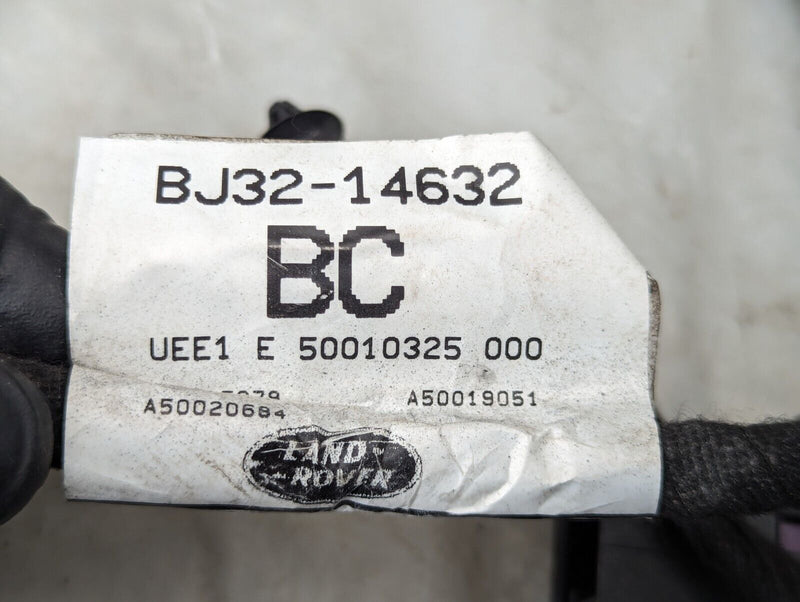 BJ32-14632
BC
UEE1 E 50010325 000
A50020684 A50019051
LAND-
ROVER